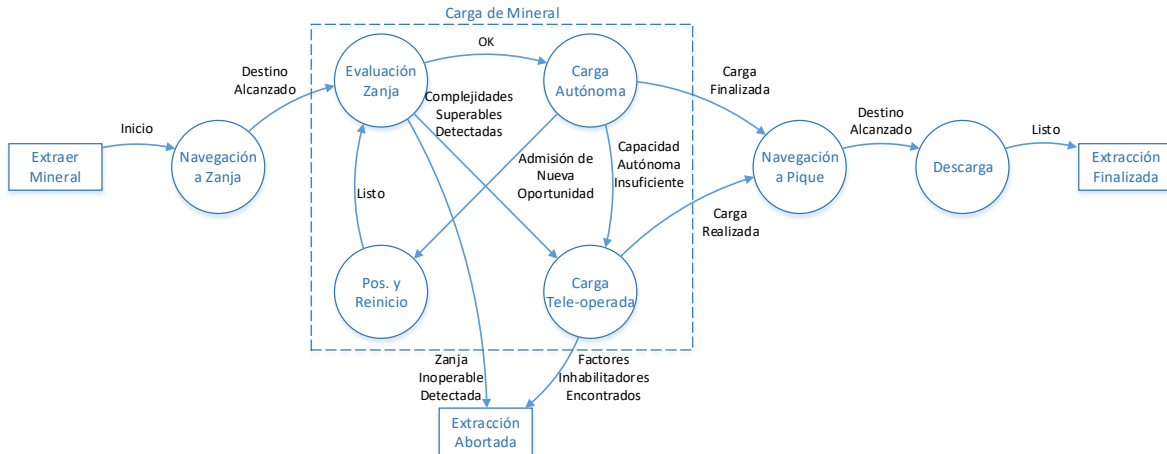 Carga de Mineral
OK
Destino
Alcanzado
Evaluación
Zanja
Carga
Autónoma
Carga
Finalizada
Complejidades
Superables
Detectadas
Inicio
Destino
Alcanzado
Listo
Extraer
Mineral
Navegación
a Zanja
Admisión de
Nueva
Oportunidad
Capacidad
Autónoma
Insuficiente
Navegación
a Pique
Descarga
Extracción
Finalizada
Listo
Carga
Realizada
Pos. y
Reinicio
Carga
Tele-operada
Zanja
Inoperable
Detectada
Factores
Inhabilitadores
Encontrados
Extracción
Abortada